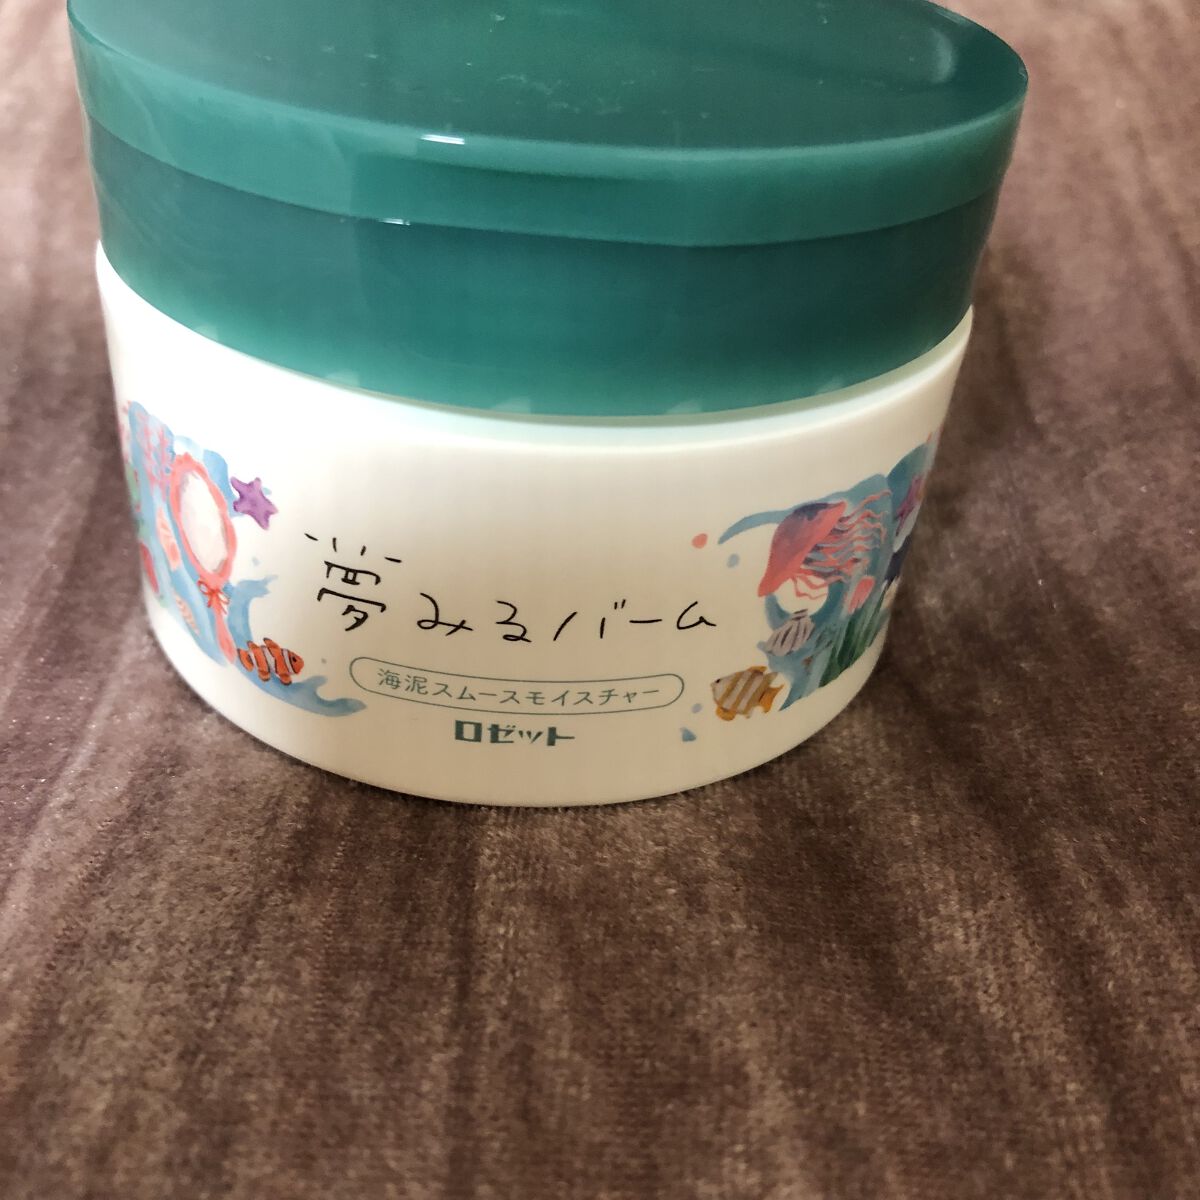 夢みるバーム
海泥スムースモイスチャー
ロゼット